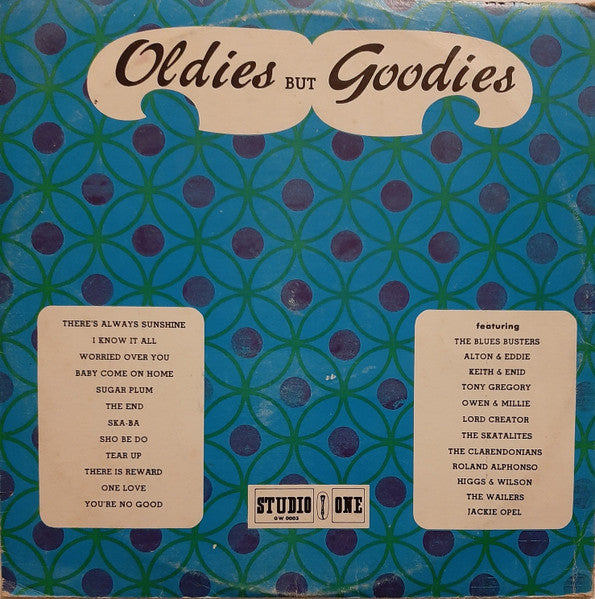 Oldies BUT Goodies
THERE'S ALWAYS SUNSHINE
I KNOW IT ALL
WORRIED OVER YOU
BABY COME ON HOME
SUGAR PLUM
THE END
SKA-BA
SHO BE DO
TEAR UP
THERE IS REWARD
ONE LOVE
YOU'RE NO GOOD
featuring
THE BLUES BUSTERS
ALTON & EDDIE
KEITH & ENID
TONY GREGORY
OWEN & MILLIE
LORD CREATOR
THE SKATALITES
THE CLARENDONIANS
ROLAND ALPHONSO
HIGGS & WILSON
THE WAILERS
JACKIE OPEL
STUDIO ONE
GW 0003